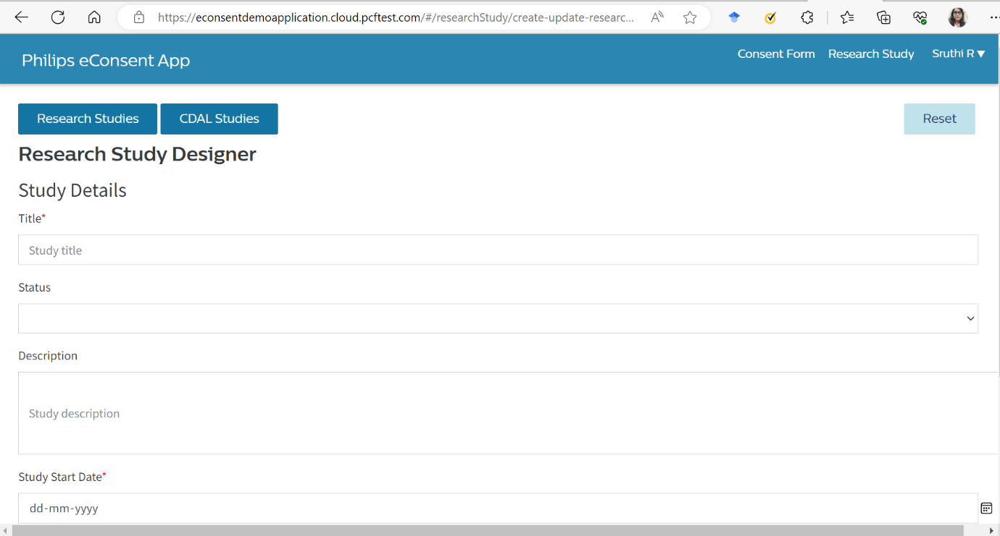 https://econsentdemoapplication.cloud.pcftest.com/#/researchStudy/create-update-researc...
Philips eConsent App
Consent Form Research Study Sruthi R
Research Studies CDAL Studies Reset
Research Study Designer
Study Details
Title*
Study title
Status
Description
Study description
Study Start Date*
dd-mm-yyyy